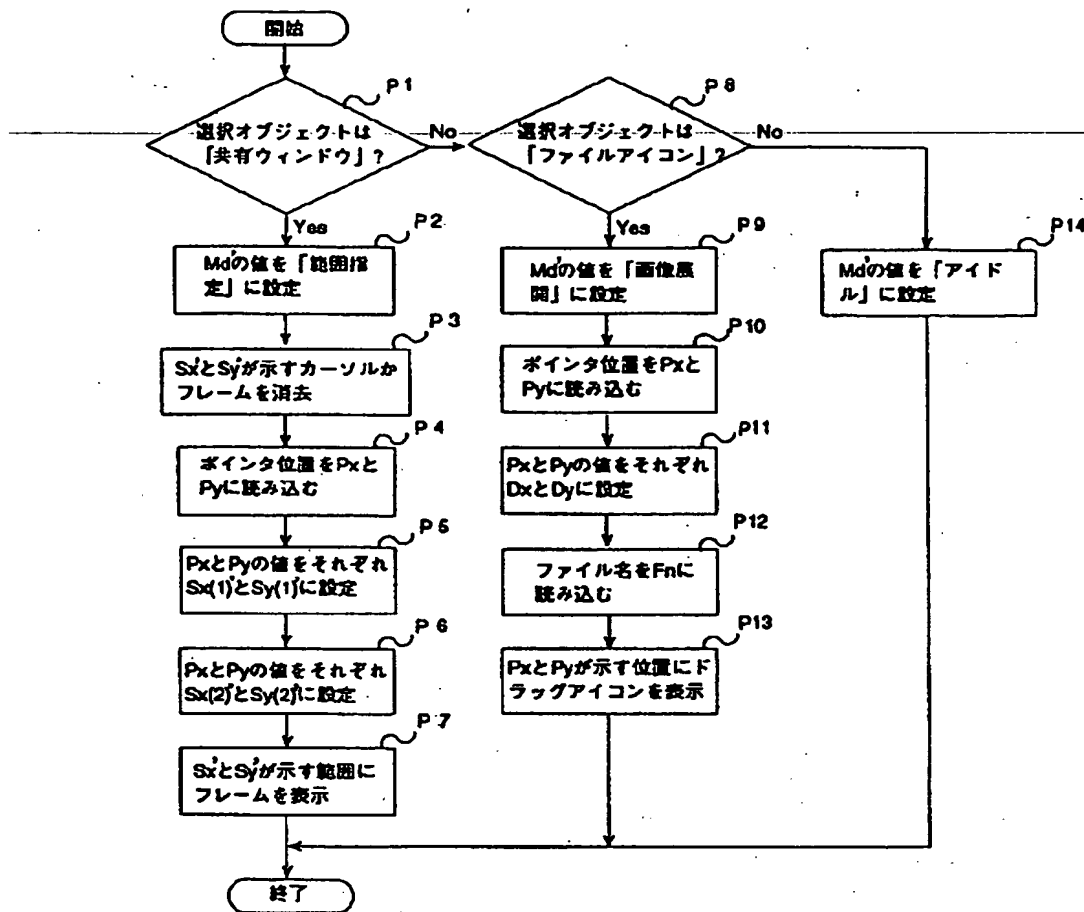 開始
P1
選択オブジェクトは
「共有ウィンドウ」?
No
Yes
P2
Md'の値を「範囲指
定」に設定
P3
Sx'とSy'が示すカーソルか
フレームを消去
P4
ポインタ位置をPxと
Pyに読み込む
P5
PxとPyの値をそれぞれ
Sx(1)'とSy(1)'に設定
P6
PxとPyの値をそれぞれ
Sx(2)'とSy(2)'に設定
P7
Sx'とSy'が示す範囲に
フレームを表示
終了
P8
選択オブジェクトは
「ファイルアイコン」?
No
Yes
P9
Md'の値を「画像展
開」に設定
P10
ポインタ位置をPxと
Pyに読み込む
P11
PxとPyの値をそれぞれ
DxとDyに設定
P12
ファイル名をFnに
読み込む
P13
PxとPyが示す位置にド
ラッグアイコンを表示
P14
Md'の値を「アイド
ル」に設定